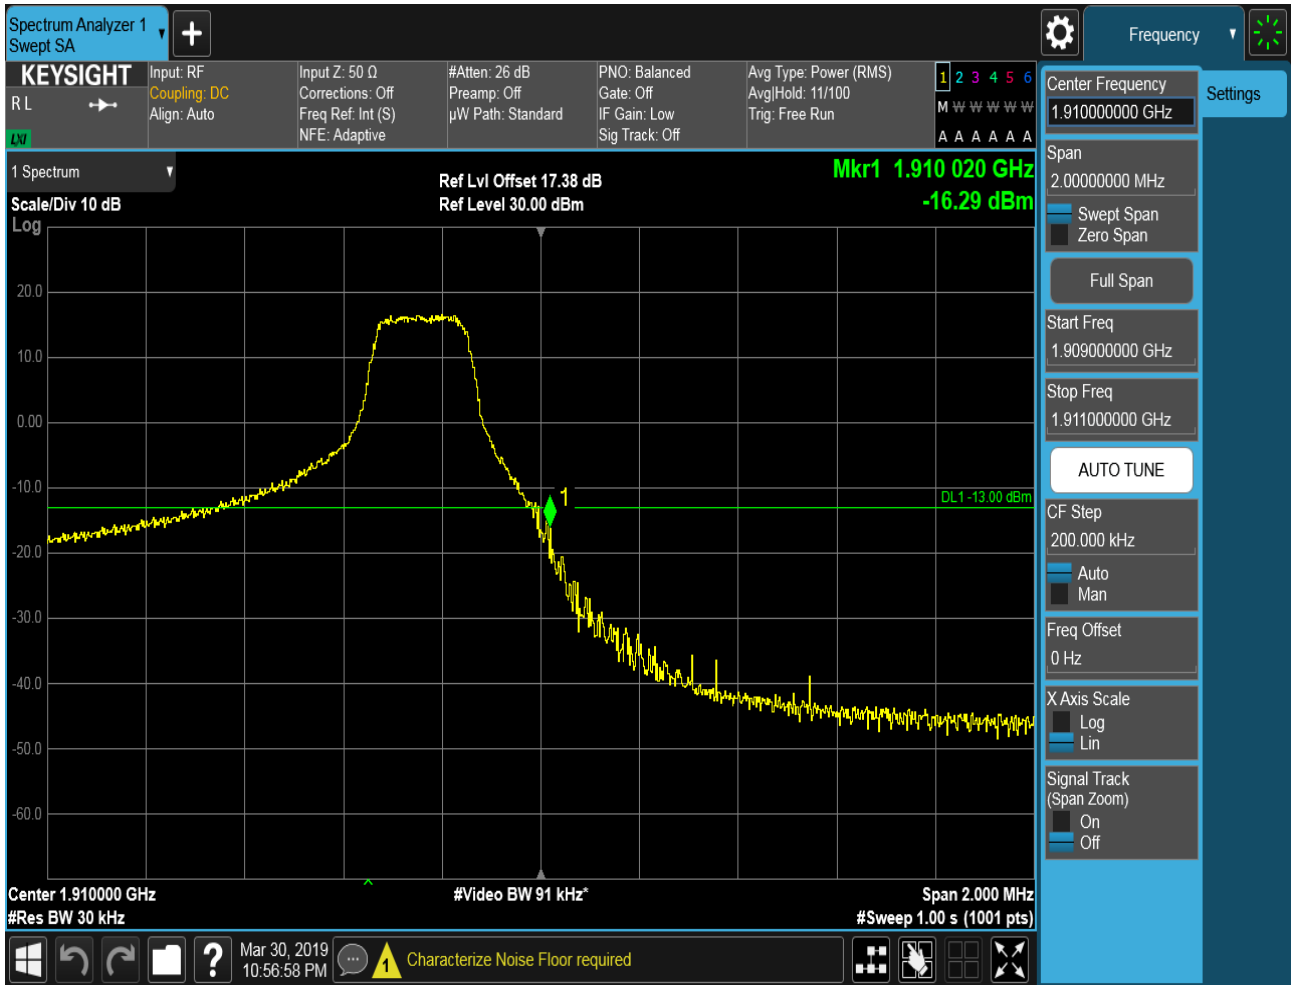 Spectrum Analyzer 1
Swept SA
Frequency
KEYSIGHT
R L
LXI
Input: RF
Coupling: DC
Align: Auto
Input Z: 50 Ω
Corrections: Off
Freq Ref: Int (S)
NFE: Adaptive
#Atten: 26 dB
Preamp: Off
µW Path: Standard
PNO: Balanced
Gate: Off
IF Gain: Low
Sig Track: Off
Avg Type: Power (RMS)
Avg|Hold: 11/100
Trig: Free Run
1 2 3 4 5 6
M W W W W W
A A A A A A
1 Spectrum
Scale/Div 10 dB
Log
Ref Lvl Offset 17.38 dB
Ref Level 30.00 dBm
Mkr1 1.910 020 GHz
-16.29 dBm
20.0
10.0
0.00
-10.0
-20.0
-30.0
-40.0
-50.0
-60.0
1
DL1 -13.00 dBm
Center 1.910000 GHz
#Res BW 30 kHz
#Video BW 91 kHz*
Span 2.000 MHz
#Sweep 1.00 s (1001 pts)
Center Frequency
1.910000000 GHz
Settings
Span
2.00000000 MHz
Swept Span
Zero Span
Full Span
Start Freq
1.909000000 GHz
Stop Freq
1.911000000 GHz
AUTO TUNE
CF Step
200.000 kHz
Auto
Man
Freq Offset
0 Hz
X Axis Scale
Log
Lin
Signal Track
(Span Zoom)
On
Off
?
Mar 30, 2019
10:56:58 PM
1
Characterize Noise Floor required